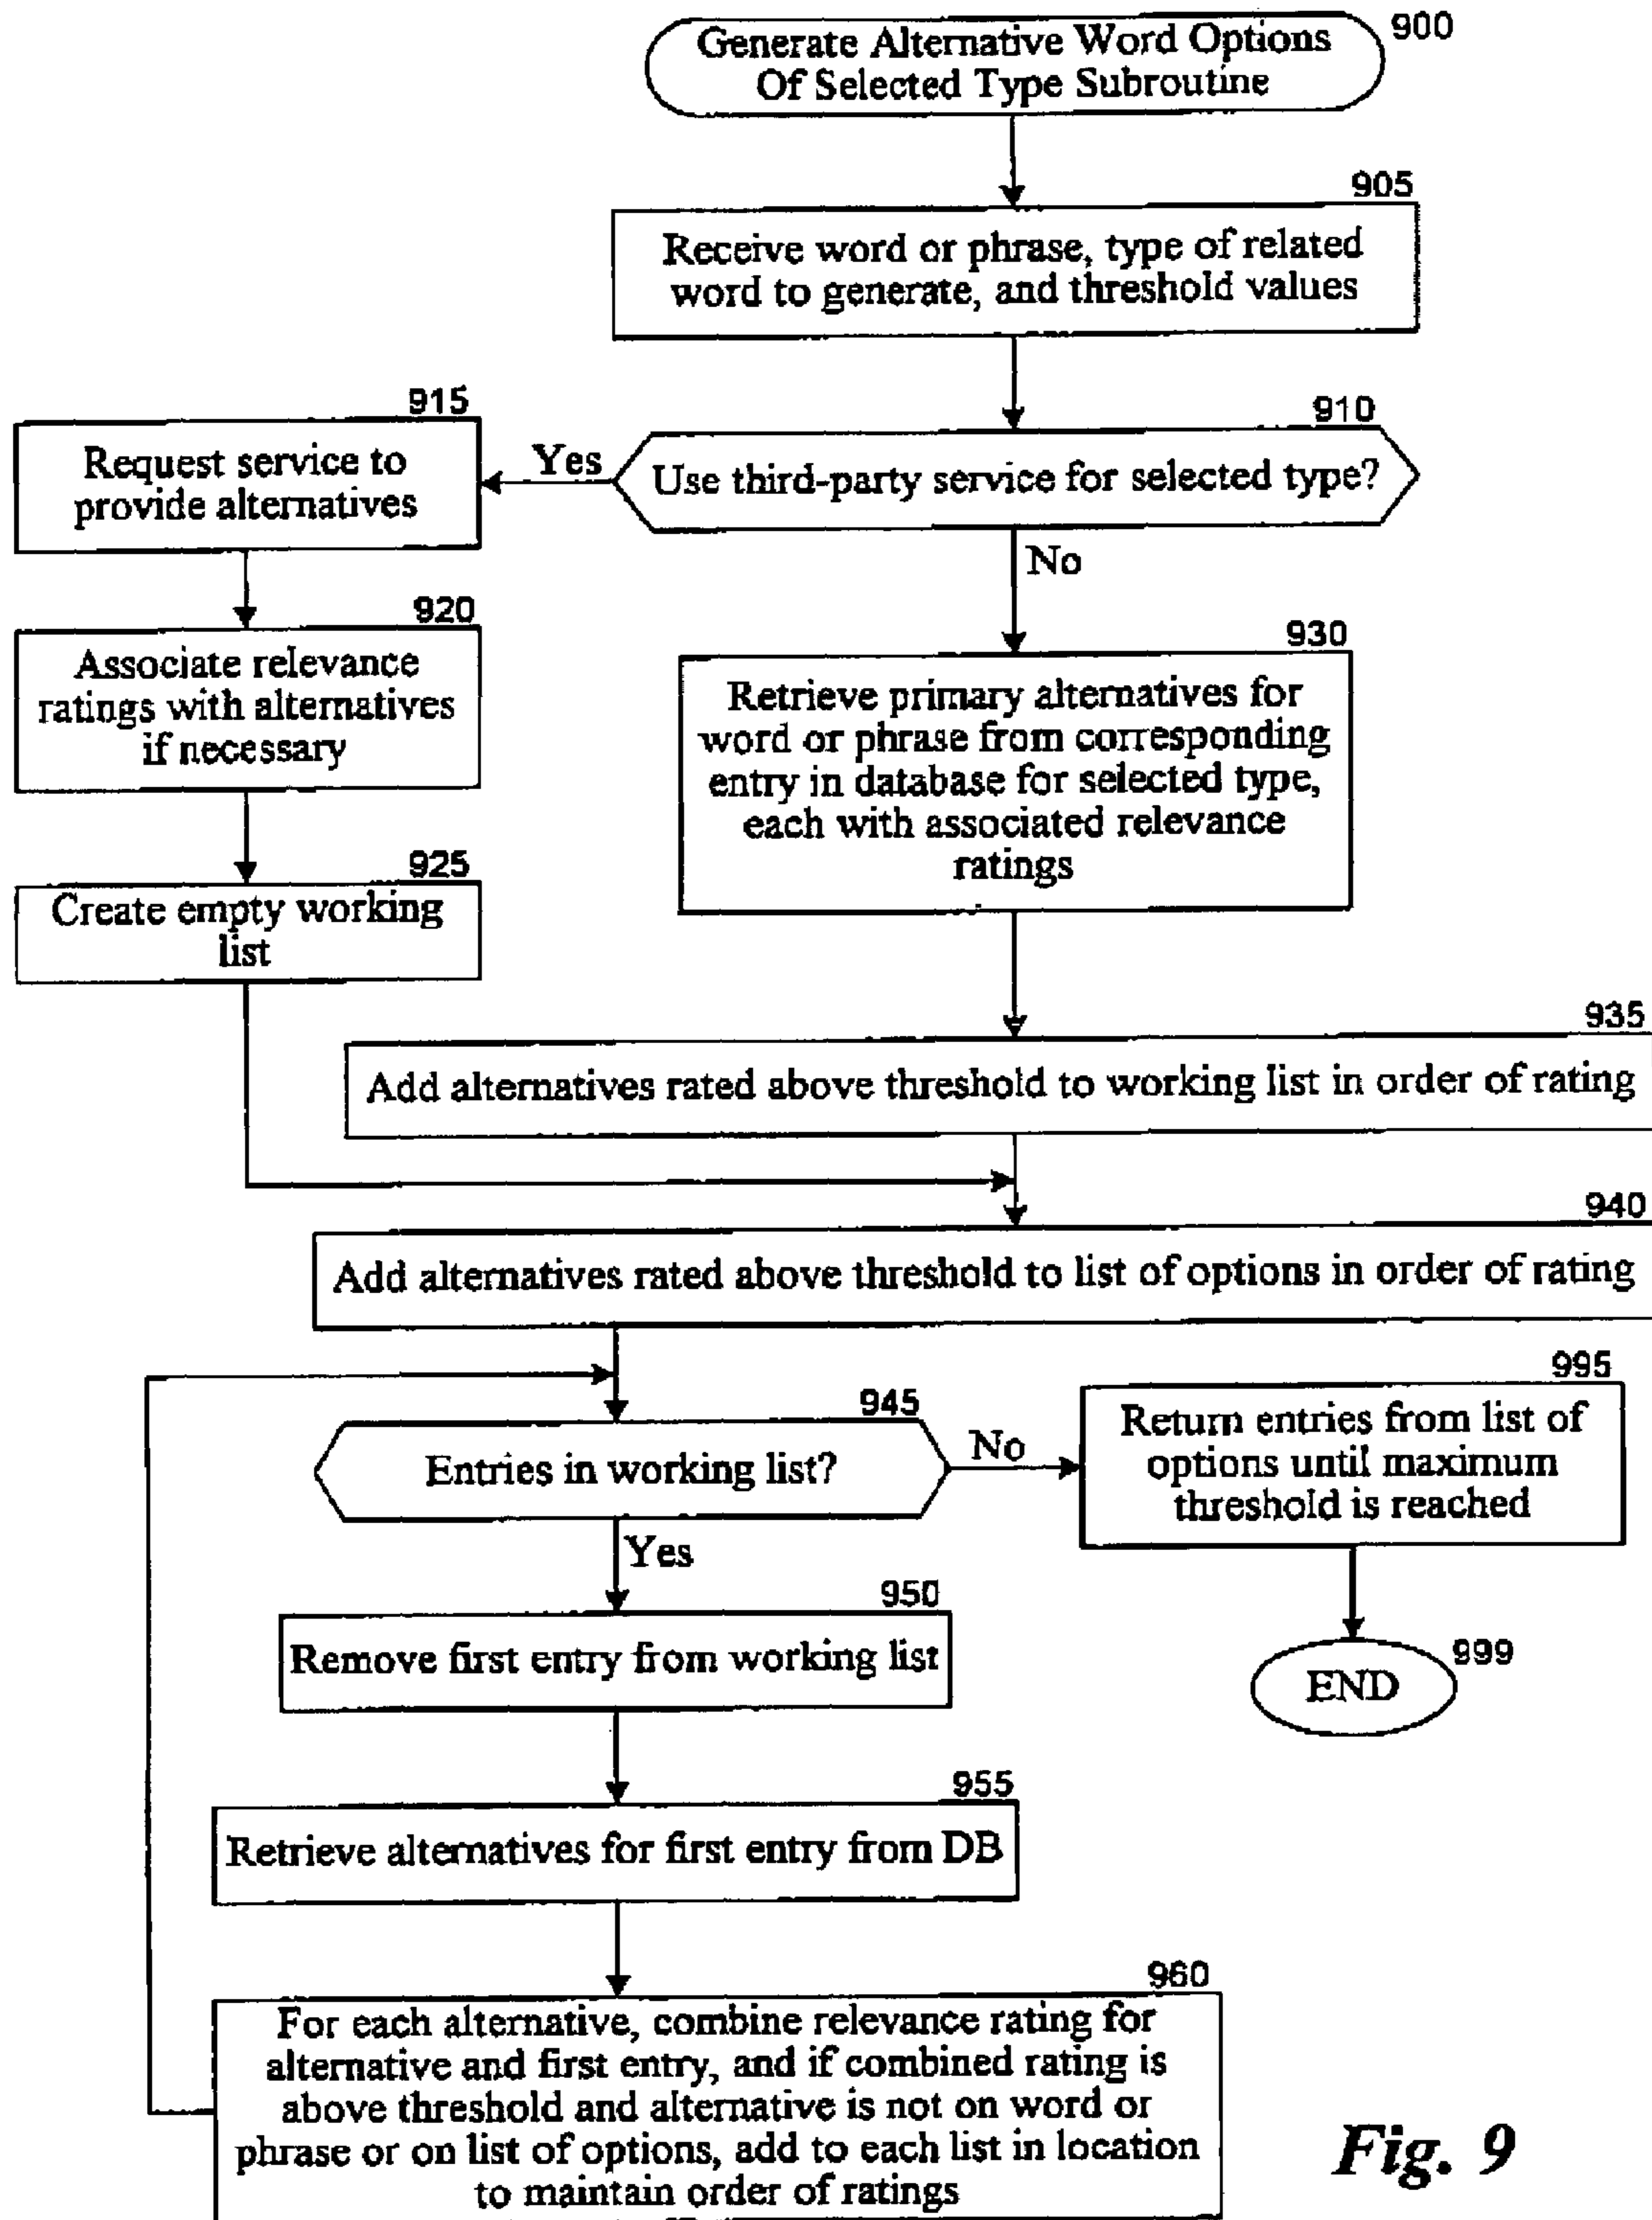 900
Generate Alternative Word Options
Of Selected Type Subroutine
905
Receive word or phrase, type of related
word to generate, and threshold values
910
Use third-party service for selected type?
Yes
No
915
Request service to
provide alternatives
920
Associate relevance
ratings with alternatives
if necessary
925
Create empty working
list
930
Retrieve primary alternatives for
word or phrase from corresponding
entry in database for selected type,
each with associated relevance
ratings
935
Add alternatives rated above threshold to working list in order of rating
940
Add alternatives rated above threshold to list of options in order of rating
945
Entries in working list?
No
Yes
995
Return entries from list of
options until maximum
threshold is reached
999
END
950
Remove first entry from working list
955
Retrieve alternatives for first entry from DB
960
For each alternative, combine relevance rating for
alternative and first entry, and if combined rating is
above threshold and alternative is not on word or
phrase or on list of options, add to each list in location
to maintain order of ratings
Fig. 9